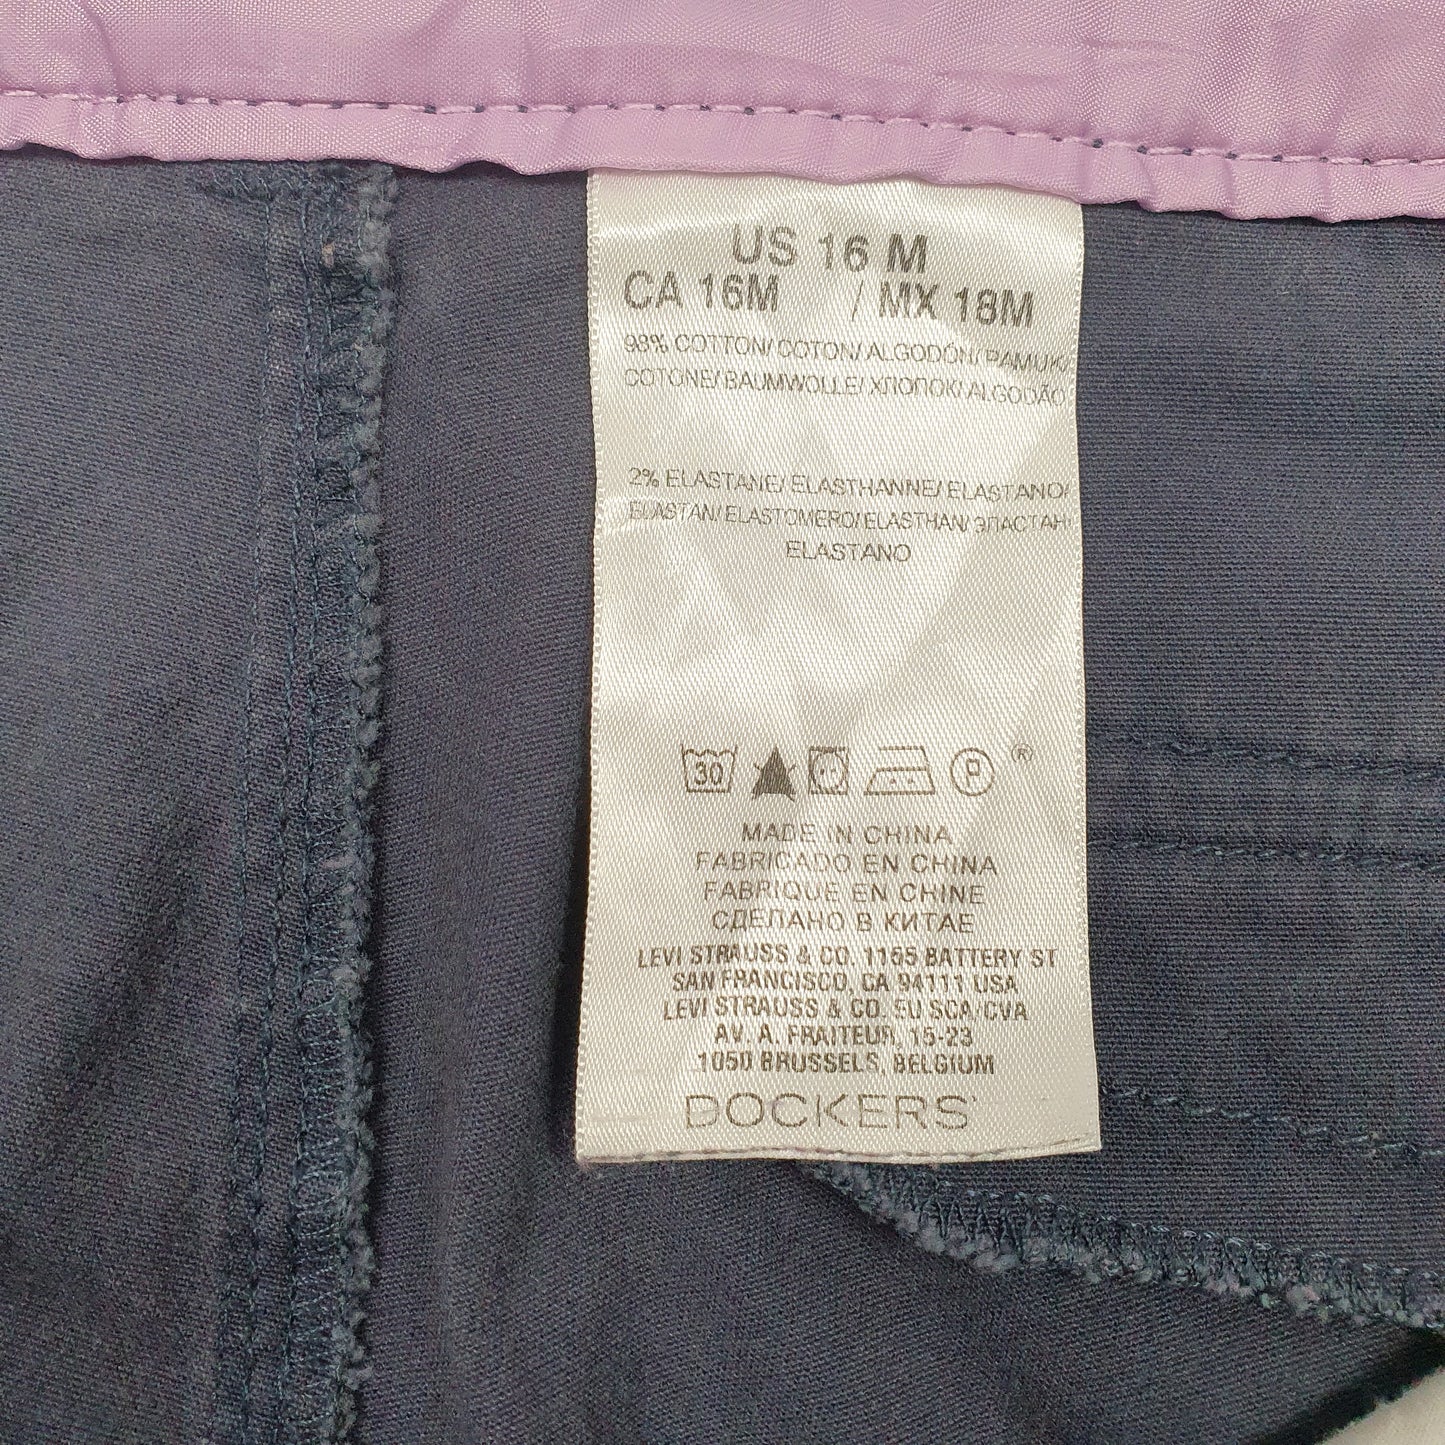 US 16 M
CA 16M / MX 18M
98% COTTON/ COTON/ ALGODÓN/ PAMUK/
COTONE/ BAUMWOLLE/ ХЛОПОК/ ALGODÃO
2% ELASTANE/ ELASTHANNE/ ELASTANO/
ELASTAN/ ELASTOMERO/ELASTHAN/ ЭЛАСТАН/
ELASTANO
30 P ®
MADE IN CHINA
FABRICADO EN CHINA
FABRIQUE EN CHINE
СДЕЛАНО В КИТАЕ
LEVI STRAUSS & CO. 1155 BATTERY ST
SAN FRANCISCO, CA 94111 USA
LEVI STRAUSS & CO. EU SCA/CVA
AV. A. FRAITEUR, 15-23
1050 BRUSSELS, BELGIUM
DOCKERS